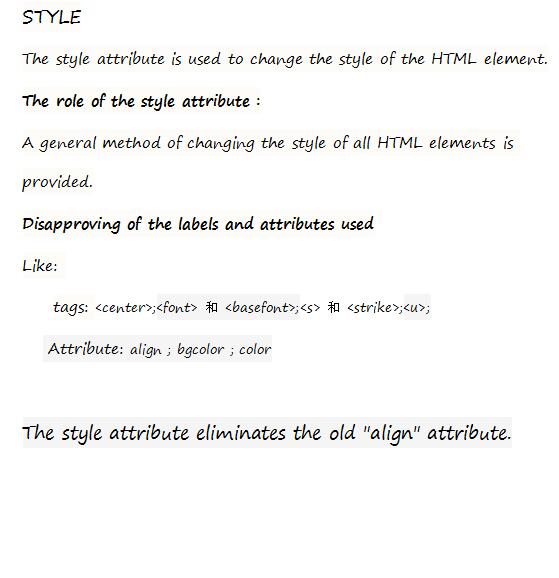 STYLE
The style attribute is used to change the style of the HTML element.
The role of the style attribute :
A general method of changing the style of all HTML elements is
provided.
Disapproving of the labels and attributes used
Like:
tags: <center>;<font> 和 <basefont>;<s> 和 <strike>;<u>;
Attribute: align ; bgcolor ; color
The style attribute eliminates the old "align" attribute.